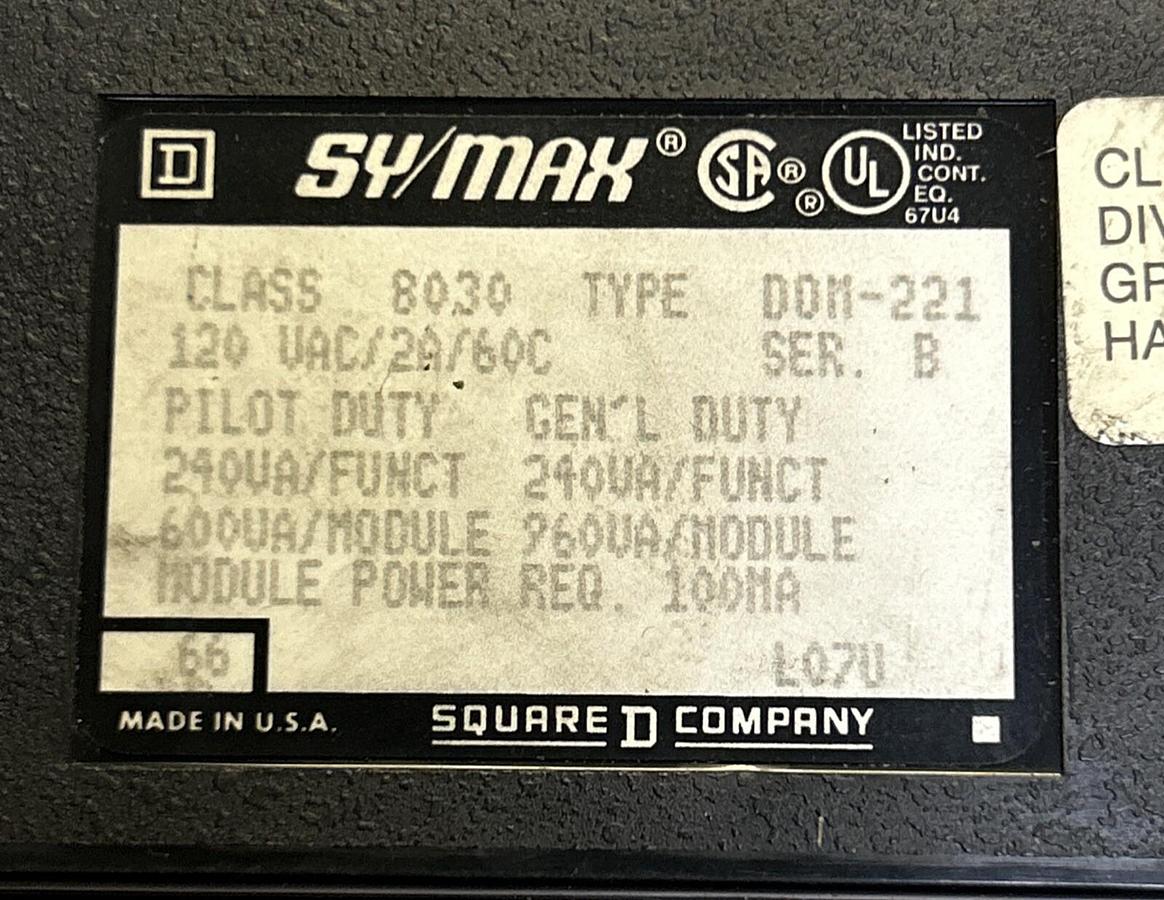 D SY/MAX® SA® ®UL LISTED
IND.
CONT.
EQ.
67U4
CLASS 8030 TYPE DOM-221
120 VAC/2A/60C SER. B
PILOT DUTY GEN'L DUTY
240VA/FUNCT 240VA/FUNCT
600VA/MODULE 960VA/MODULE
MODULE POWER REQ. 100MA
66 L07U
MADE IN U.S.A. SQUARE D COMPANY
CL
DIV
GR
HA